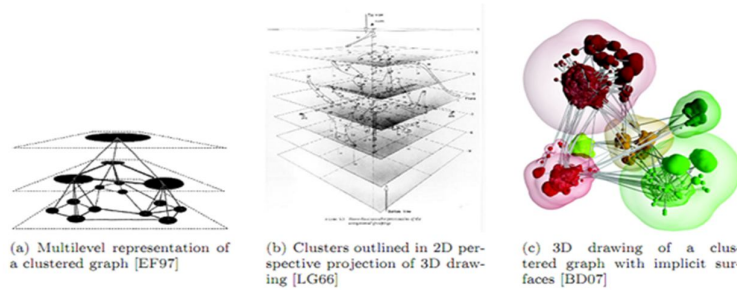 (a) Multilevel representation of
a clustered graph [EF97]
(b) Clusters outlined in 2D per-
spective projection of 3D draw-
ing [LG66]
(c) 3D drawing of a clus-
tered graph with implicit sur-
faces [BD07]